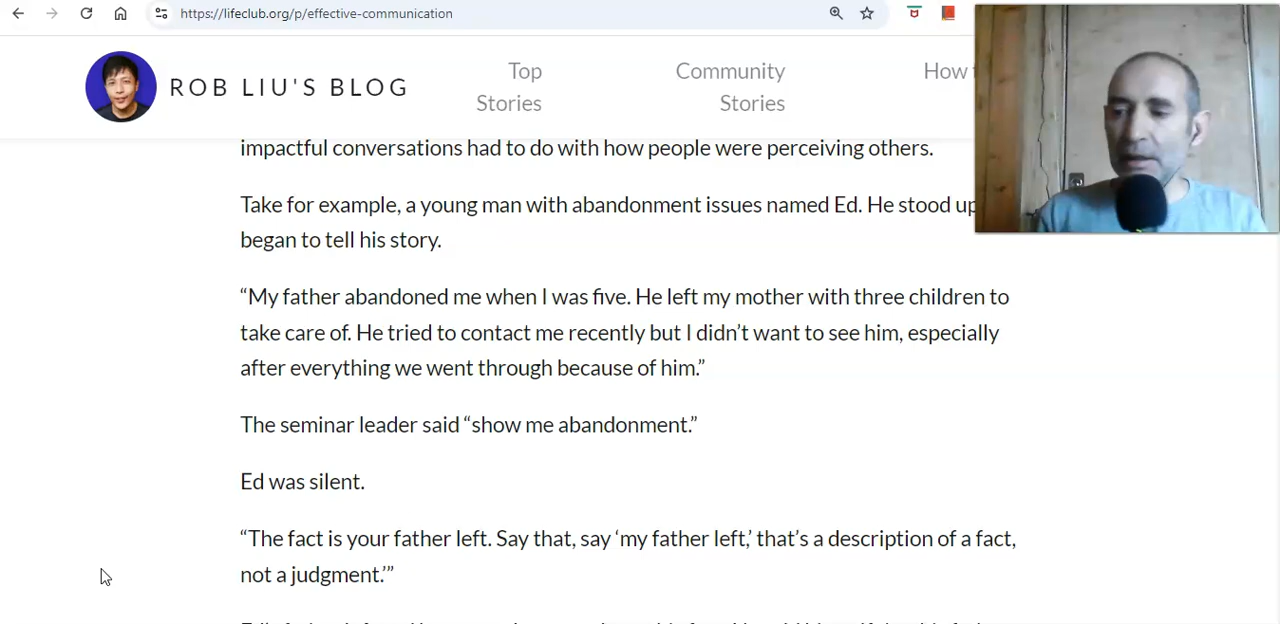 https://lifeclub.org/p/effective-communication
ROB LIU'S BLOG
Top
Stories
Community
Stories
How
impactful conversations had to do with how people were perceiving others.
Take for example, a young man with abandonment issues named Ed. He stood up
began to tell his story.
“My father abandoned me when I was five. He left my mother with three children to
take care of. He tried to contact me recently but I didn’t want to see him, especially
after everything we went through because of him.”
The seminar leader said “show me abandonment.”
Ed was silent.
“The fact is your father left. Say that, say ‘my father left,’ that’s a description of a fact,
not a judgment.’”